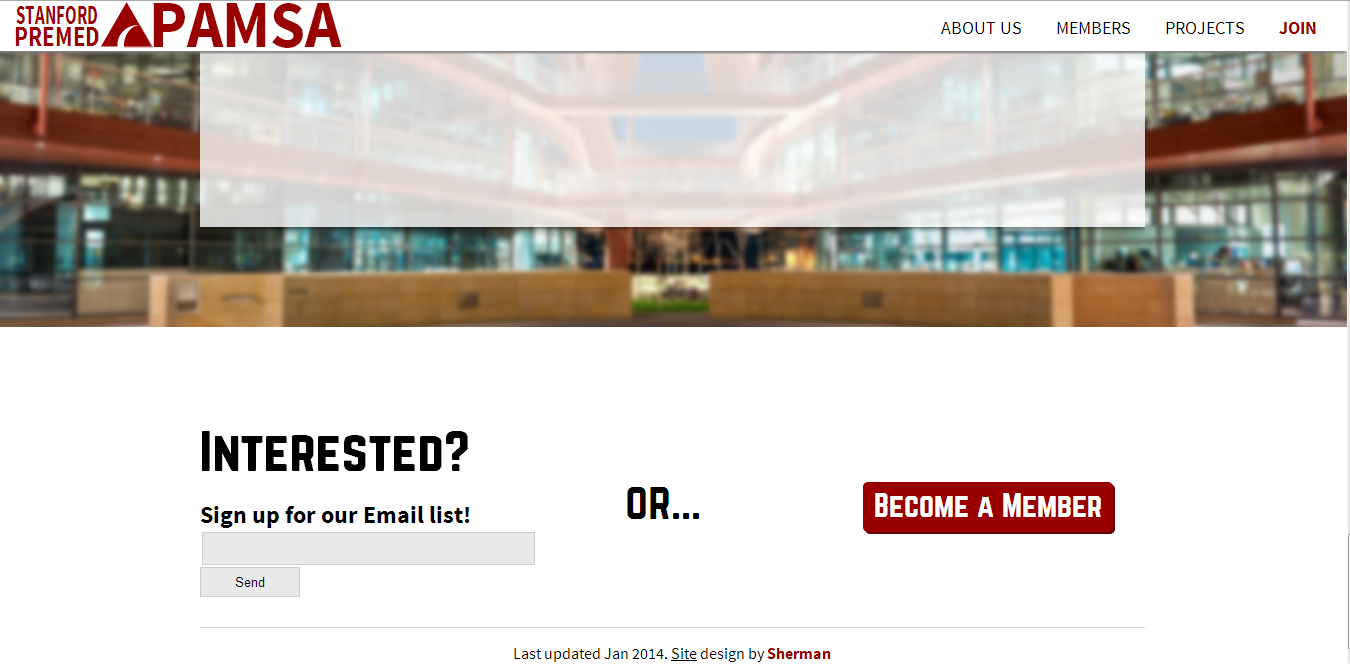 STANFORD
PREMED
APAMSA
ABOUT US
MEMBERS
PROJECTS
JOIN
Interested?
Sign up for our Email list!
Send
OR...
Become a Member
Last updated Jan 2014. Site design by Sherman